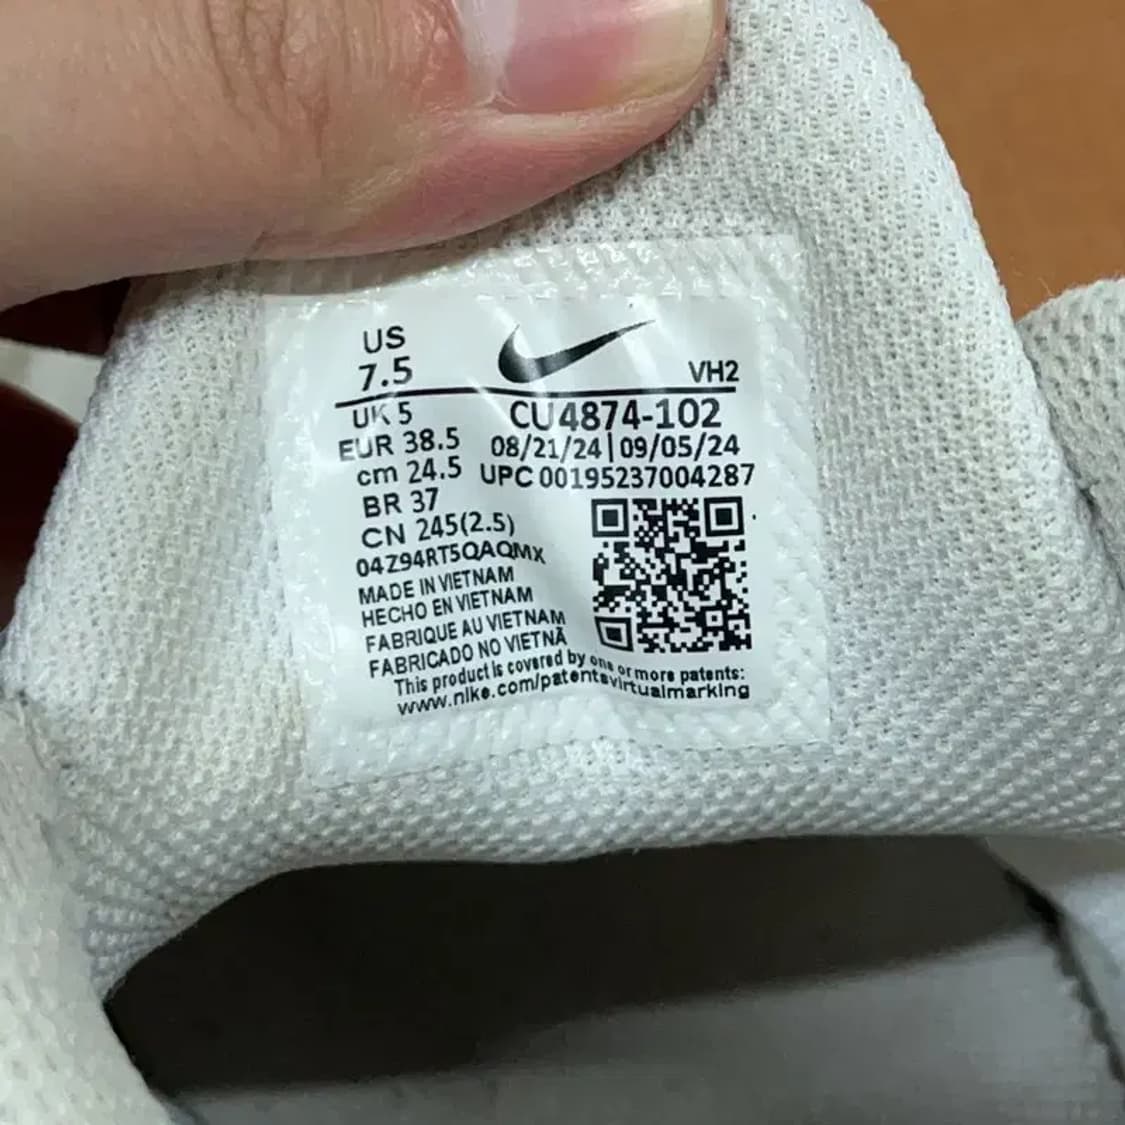 US
7.5
VH2
UK 5
CU4874-102
EUR 38.5
08/21/24|09/05/24
cm 24.5
UPC 00195237004287
BR 37
CN 245(2.5)
04Z94RT5QAQMX
MADE IN VIETNAM
HECHO EN VIETNAM
FABRIQUE AU VIETNAM
FABRICADO NO VIETNÃ
This product is covered by one or more patents:
www.nike.com/patentsvirtualmarking